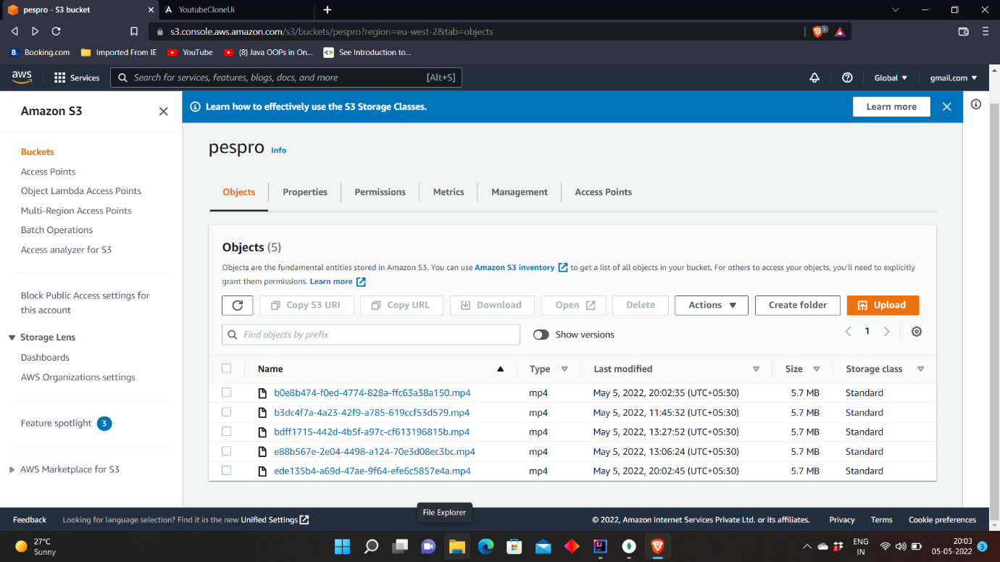 pespro - S3 bucket
YoutubeCloneUi
s3.console.aws.amazon.com/s3/buckets/pespro?region=eu-west-2&tab=objects
1
B. Booking.com
Imported From IE
YouTube
(8) Java OOPs in On...
See Introduction to...
aws
Services
Search for services, features, blogs, docs, and more
[Alt+S]
Global
gmail.com
Amazon S3
Learn how to effectively use the S3 Storage Classes.
Learn more
Buckets
Access Points
Object Lambda Access Points
Multi-Region Access Points
Batch Operations
Access analyzer for S3
Block Public Access settings for
this account
Storage Lens
Dashboards
AWS Organizations settings
Feature spotlight 3
AWS Marketplace for S3
pespro Info
Objects
Properties
Permissions
Metrics
Management
Access Points
Objects (5)
Objects are the fundamental entities stored in Amazon S3. You can use Amazon S3 inventory to get a list of all objects in your bucket. For others to access your objects, you'll need to explicitly
grant them permissions. Learn more
Copy S3 URI
Copy URL
Download
Open
Delete
Actions
Create folder
Upload
Find objects by prefix
Show versions
1
Name Type Last modified Size Storage class
b0e8b474-f0ed-4774-828a-ffc63a38a150.mp4 mp4 May 5, 2022, 20:02:35 (UTC+05:30) 5.7 MB Standard
b3dc4f7a-4a23-42f9-a785-619ccf53d579.mp4 mp4 May 5, 2022, 11:45:32 (UTC+05:30) 5.7 MB Standard
bdff1715-442d-4b5f-a97c-cf613196815b.mp4 mp4 May 5, 2022, 13:27:52 (UTC+05:30) 5.7 MB Standard
e88b567e-2e04-4498-a124-70e3d08ec3bc.mp4 mp4 May 5, 2022, 13:06:24 (UTC+05:30) 5.7 MB Standard
ede135b4-a69d-47ae-9f64-efe6c5857e4a.mp4 mp4 May 5, 2022, 20:02:45 (UTC+05:30) 5.7 MB Standard
File Explorer
Feedback
Looking for language selection? Find it in the new Unified Settings
© 2022, Amazon Internet Services Private Ltd. or its affiliates.
Privacy
Terms
Cookie preferences
27°C
Sunny
IJ
ENG
IN
20:03
05-05-2022
3